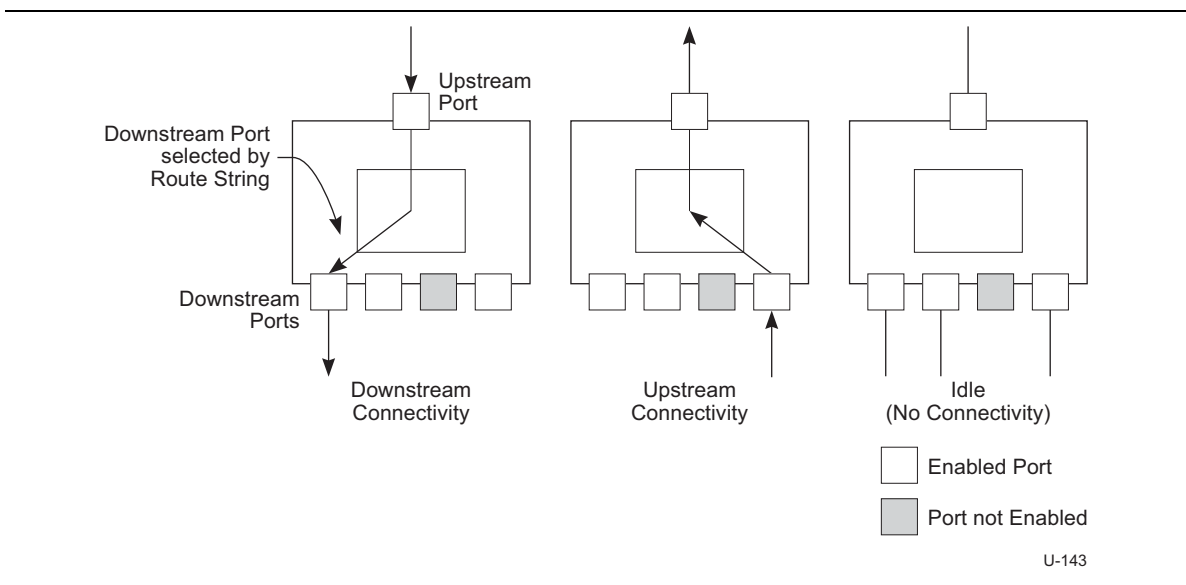 Upstream
Port
Downstream Port
selected by
Route String
Downstream
Ports
Downstream
Connectivity
Upstream
Connectivity
Idle
(No Connectivity)
Enabled Port
Port not Enabled
U-143